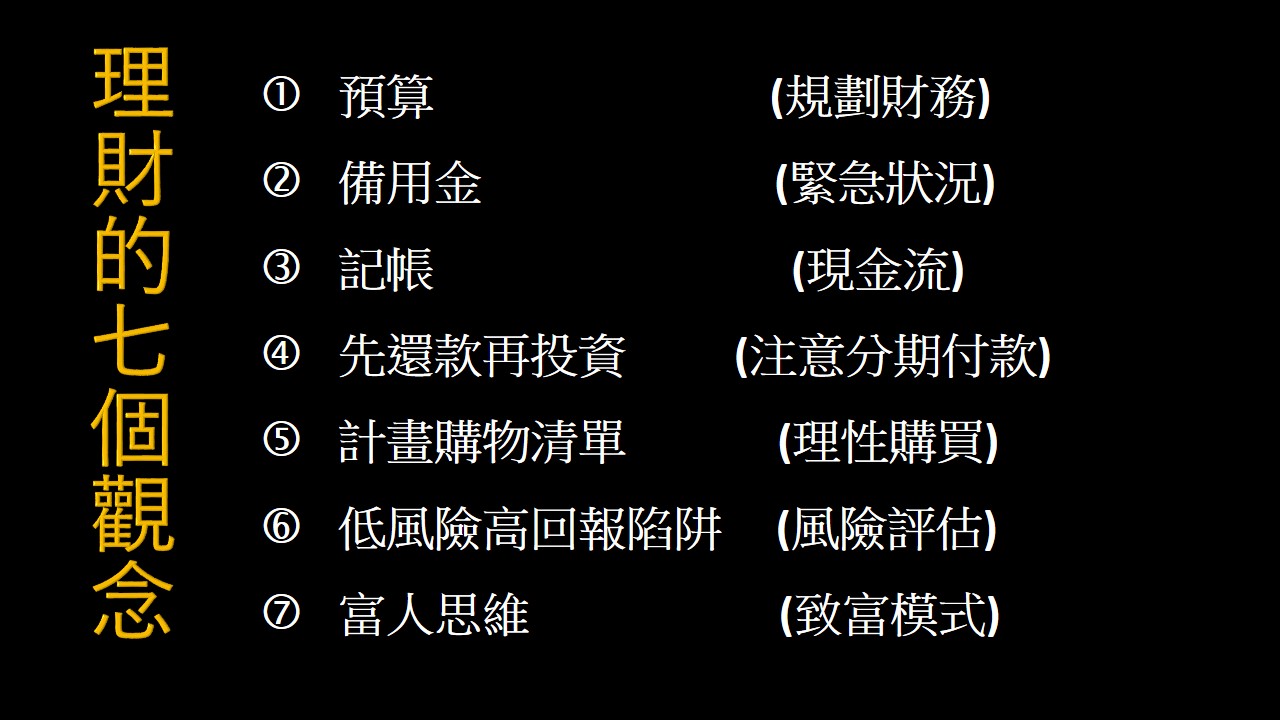 理財的七個觀念
① 預算 (規劃財務)
② 備用金 (緊急狀況)
③ 記帳 (現金流)
④ 先還款再投資 (注意分期付款)
⑤ 計畫購物清單 (理性購買)
⑥ 低風險高回報陷阱 (風險評估)
⑦ 富人思維 (致富模式)